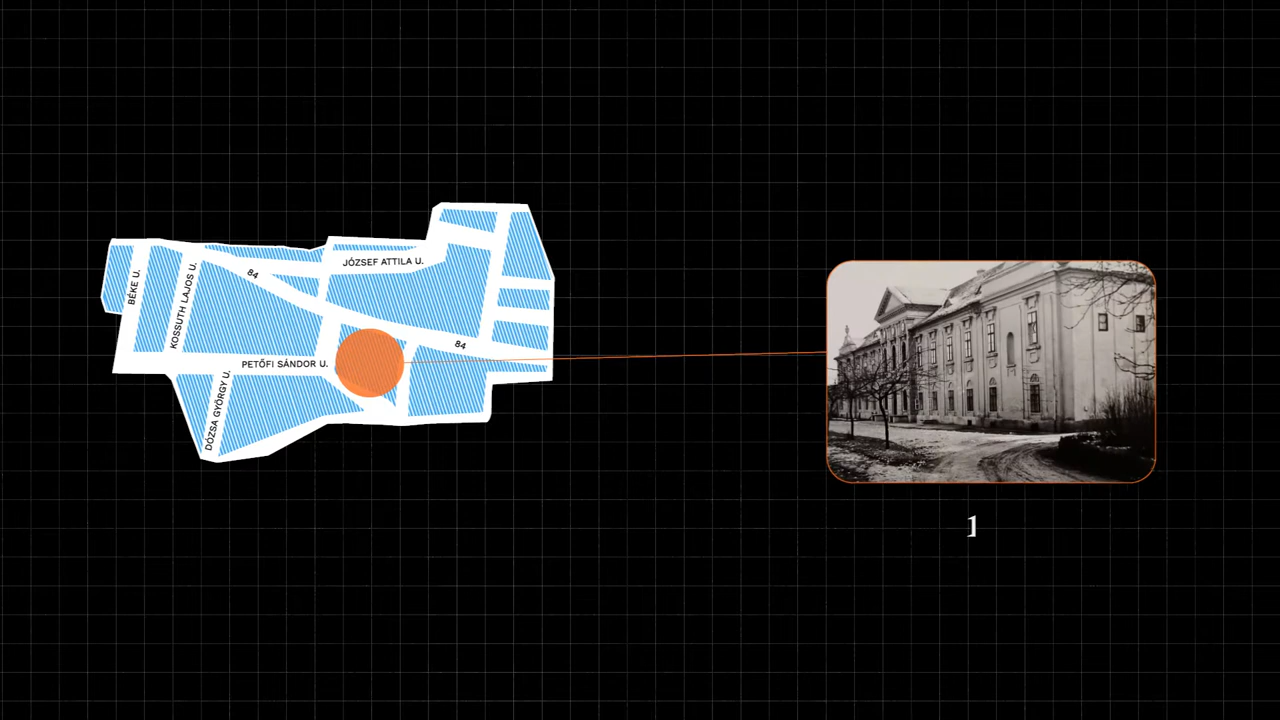 JÓZSEF ATTILA U.
84
BÉKE U.
KOSSUTH LAJOS U.
84
PETŐFI SÁNDOR U.
DÓZSA GYÖRGY U.
1